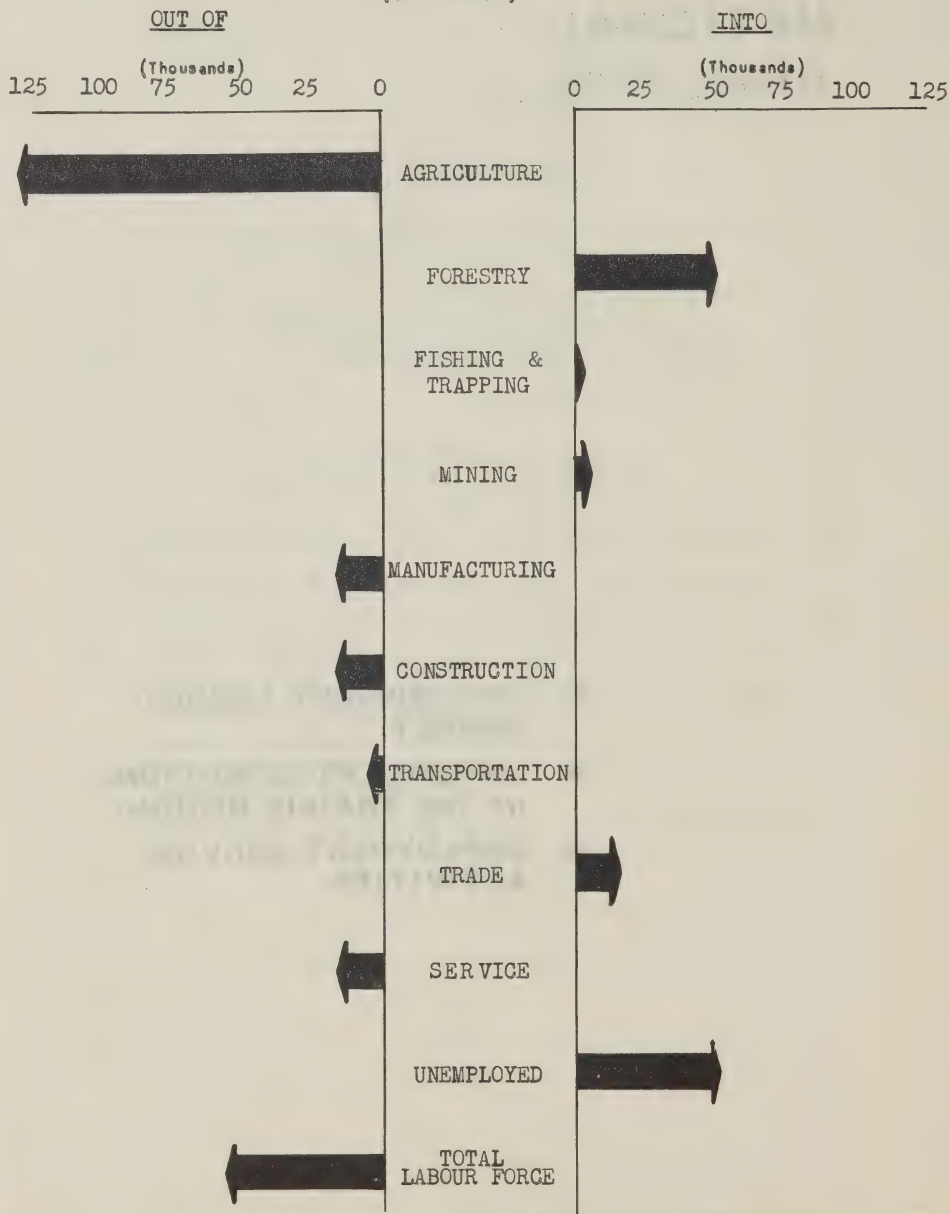 OUT OF INTO
(Thousands) (Thousands)
125 100 75 50 25 0 0 25 50 75 100 125
AGRICULTURE
FORESTRY
FISHING &
TRAPPING
MINING
MANUFACTURING
CONSTRUCTION
TRANSPORTATION
TRADE
SERVICE
UNEMPLOYED
TOTAL
LABOUR FORCE